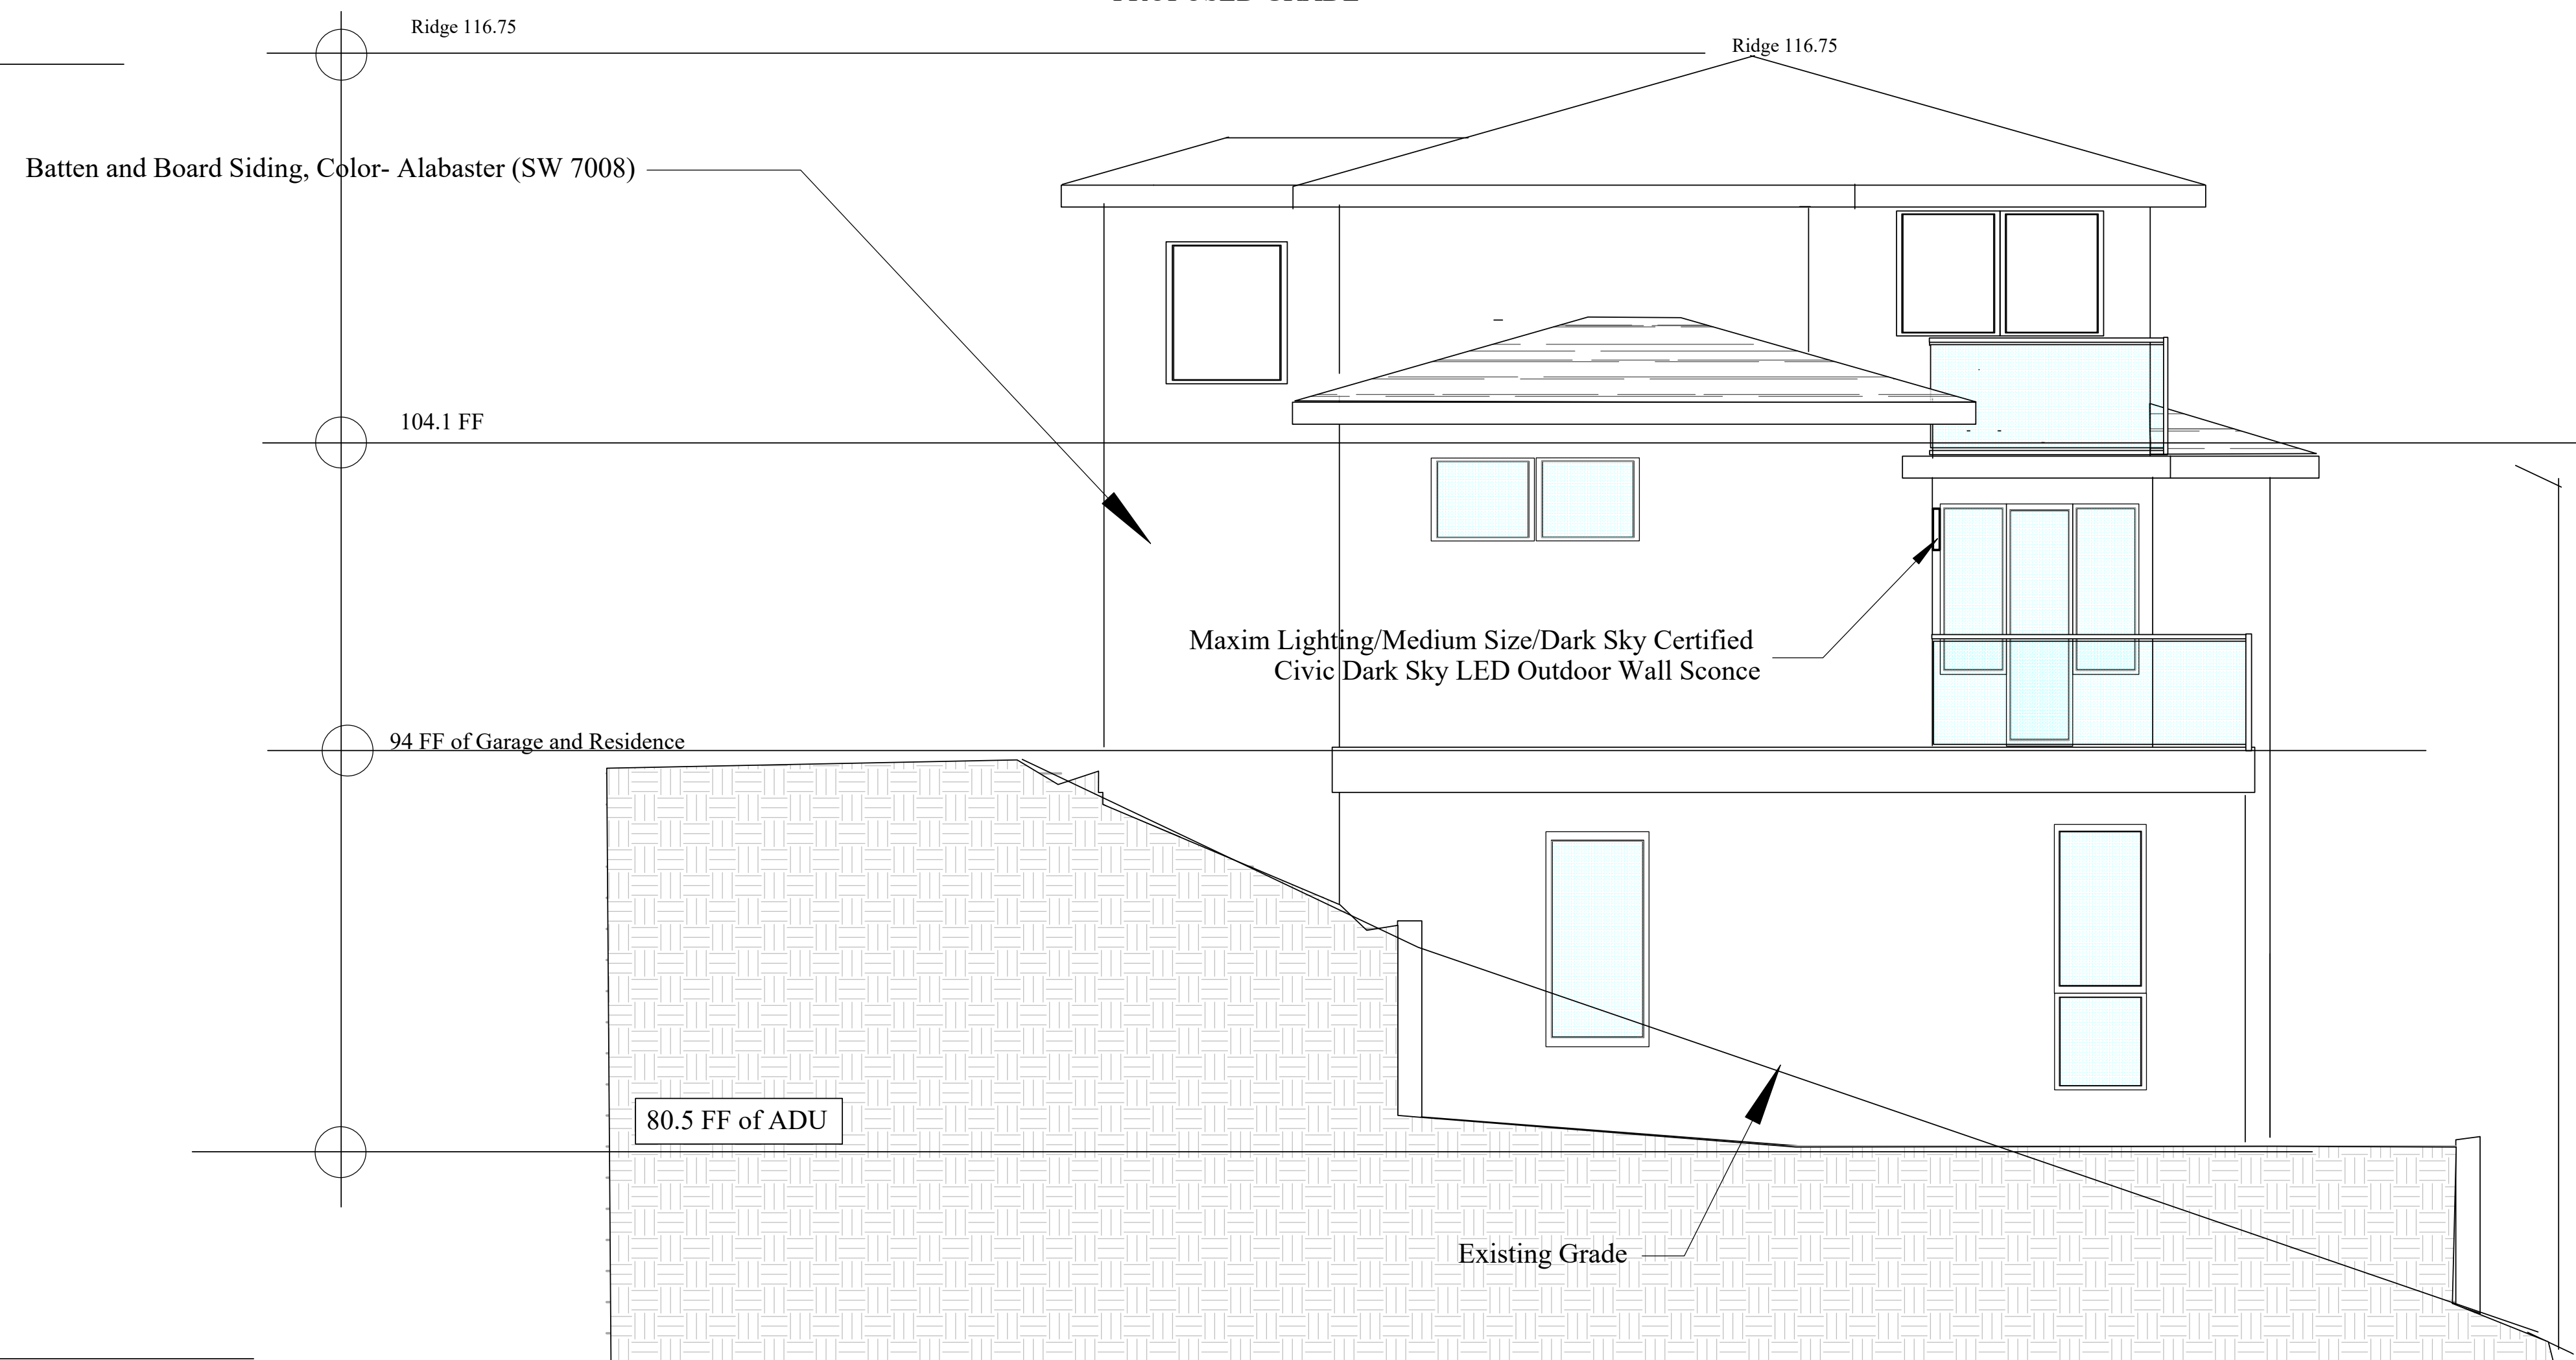 Ridge 116.75
Ridge 116.75
Batten and Board Siding, Color- Alabaster (SW 7008)
104.1 FF
Maxim Lighting/Medium Size/Dark Sky Certified
Civic Dark Sky LED Outdoor Wall Sconce
94 FF of Garage and Residence
80.5 FF of ADU
Existing Grade